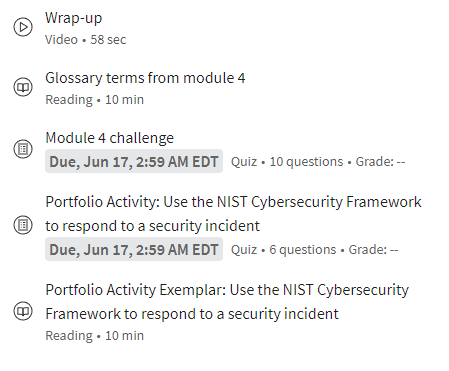 Wrap-up
Video • 58 sec
Glossary terms from module 4
Reading • 10 min
Module 4 challenge
Due, Jun 17, 2:59 AM EDT Quiz • 10 questions • Grade: --
Portfolio Activity: Use the NIST Cybersecurity Framework
to respond to a security incident
Due, Jun 17, 2:59 AM EDT Quiz • 6 questions • Grade: --
Portfolio Activity Exemplar: Use the NIST Cybersecurity
Framework to respond to a security incident
Reading • 10 min